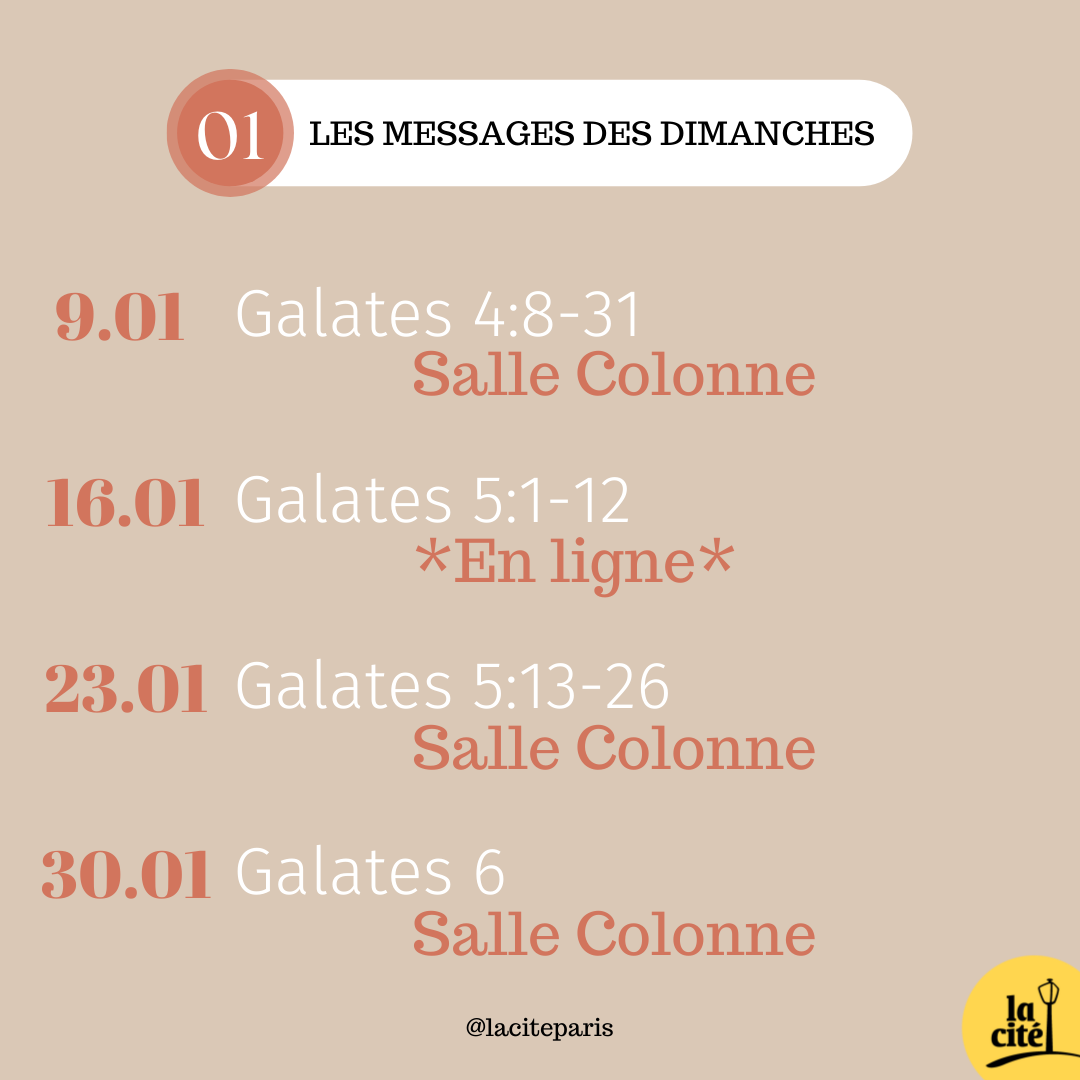 01 LES MESSAGES DES DIMANCHES
9.01 Galates 4:8-31
Salle Colonne
16.01 Galates 5:1-12
*En ligne*
23.01 Galates 5:13-26
Salle Colonne
30.01 Galates 6
Salle Colonne
@laciteparis
la
cité